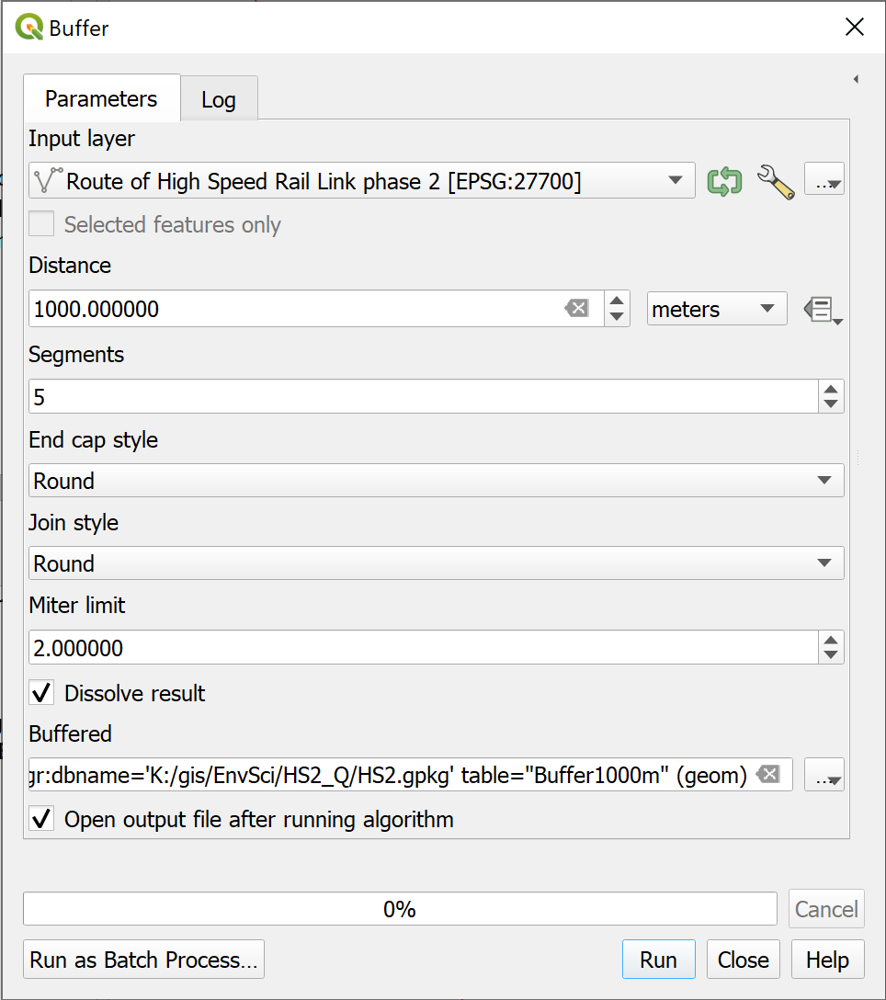 Buffer
Parameters
Log
Input layer
Route of High Speed Rail Link phase 2 [EPSG:27700]
...
Selected features only
Distance
1000.000000
meters
Segments
5
End cap style
Round
Join style
Round
Miter limit
2.000000
Dissolve result
Buffered
gr:dbname='K:/gis/EnvSci/HS2_Q/HS2.gpkg' table="Buffer1000m" (geom)
...
Open output file after running algorithm
0%
Cancel
Run as Batch Process...
Run
Close
Help